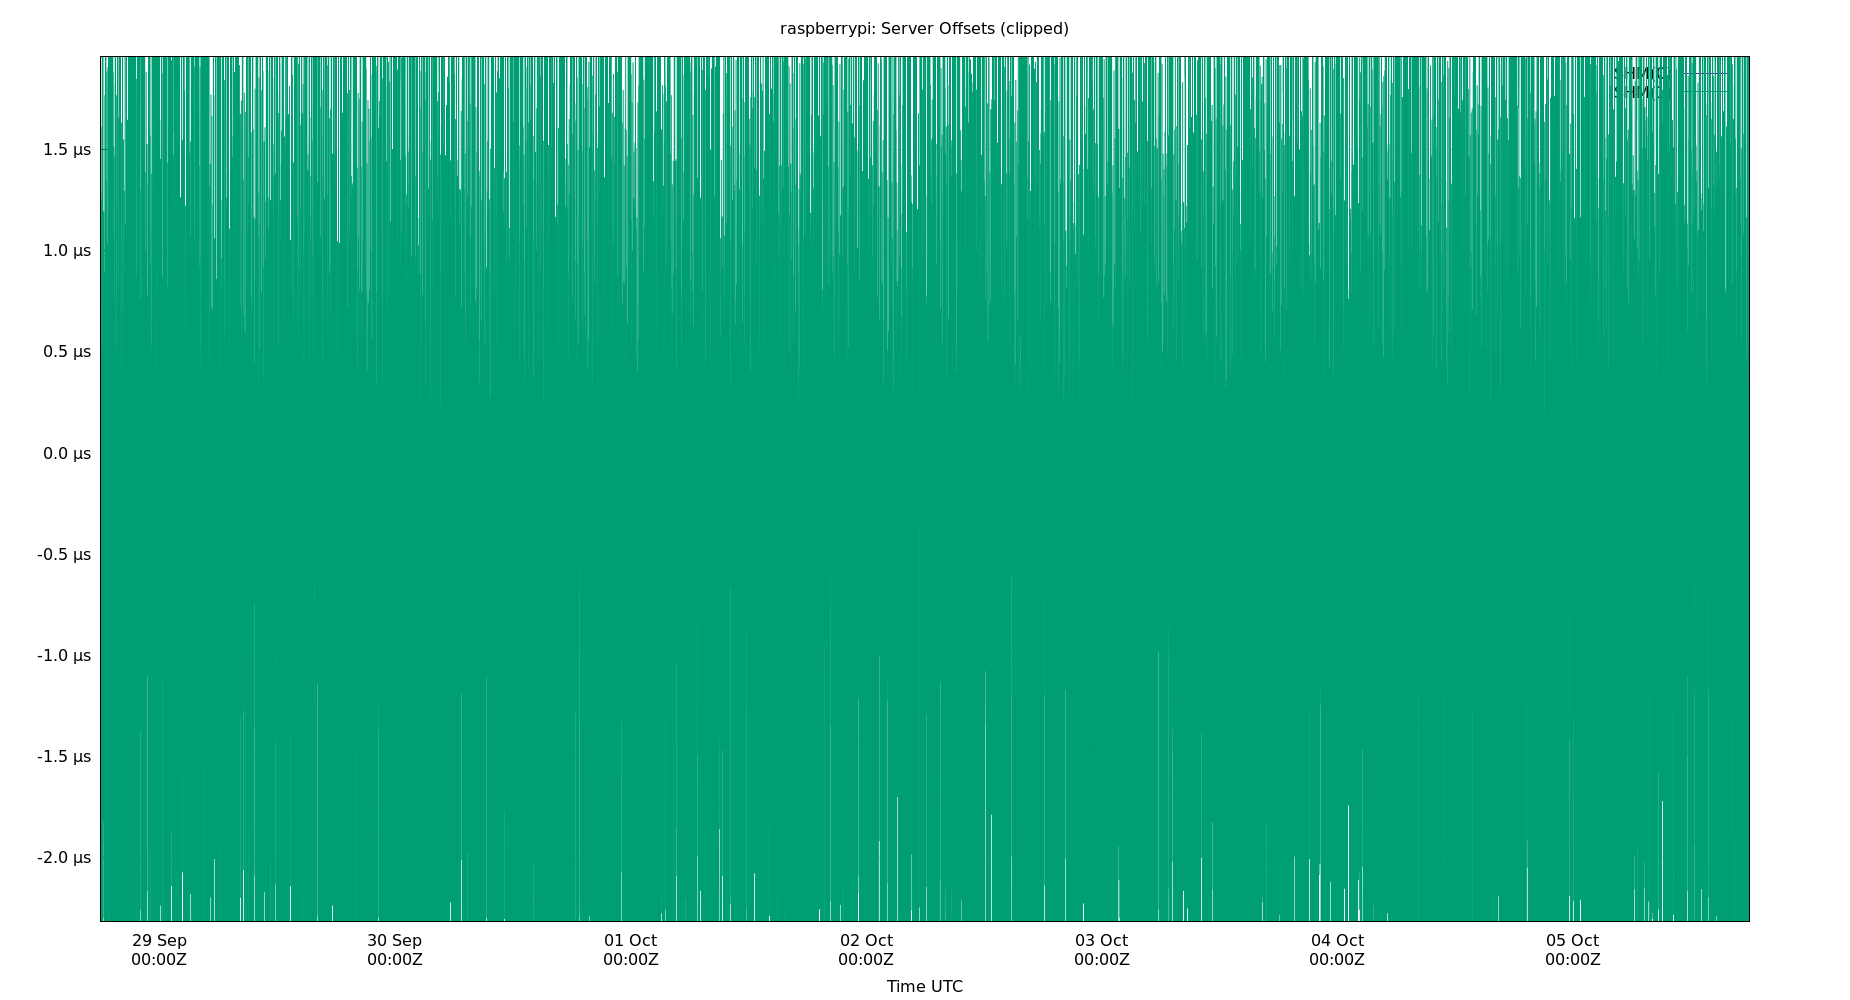 raspberrypi: Server Offsets (clipped)
SHM(0)
1.5 µs
1.0 µs
0.5 µs
0.0 µs
-0.5 µs
-1.0 µs
-1.5 µs
-2.0 µs
29 Sep 30 Sep 01 Oct 02 Oct 03 Oct 04 Oct 05 Oct
00:00Z 00:00Z 00:00Z 00:00Z 00:00Z 00:00Z 00:00Z
Time UTC